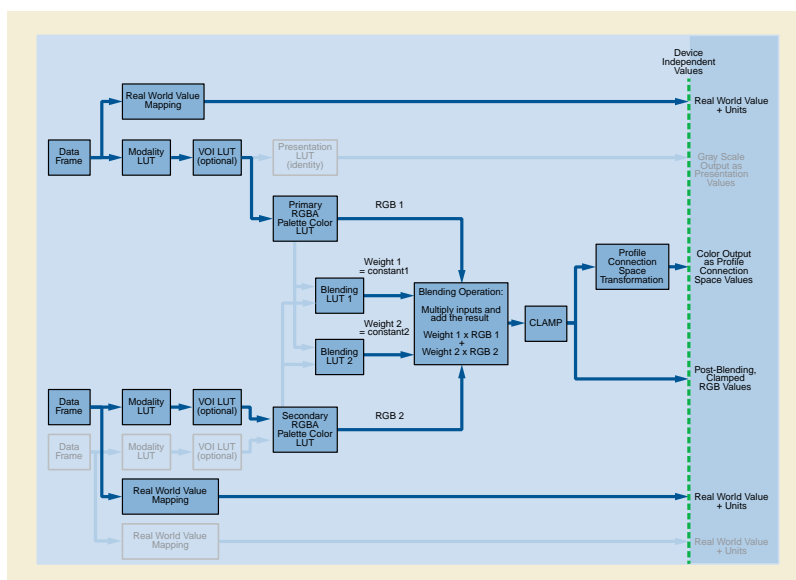 Device
Independent
Values
Real World Value
Mapping
Real World Value
+ Units
Data
Frame
Modality
LUT
VOI LUT
(optional)
Presentation
LUT
(identity)
Gray Scale
Output as
Presentation
Values
Primary
RGBA
Palette Color
LUT
RGB 1
Profile
Connection
Space
Transformation
Color Output
as Profile
Connection
Space Values
Weight 1
= constant1
Blending
LUT 1
Blending Operation:
Multiply inputs and
add the result
Weight 1 x RGB 1
+
Weight 2 x RGB 2
CLAMP
Weight 2
= constant2
Blending
LUT 2
Post-Blending,
Clamped
RGB Values
Data
Frame
Modality
LUT
VOI LUT
(optional)
Secondary
RGBA
Palette Color
LUT
RGB 2
Data
Frame
Modality
LUT
VOI LUT
(optional)
Real World Value
Mapping
Real World Value
+ Units
Real World Value
Mapping
Real World Value
+ Units